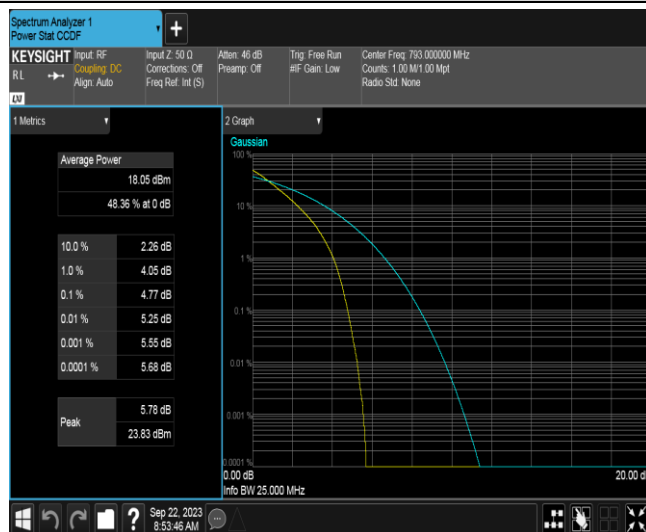 Spectrum Analyzer 1
Power Stat CCDF
KEYSIGHT
RL
LXI
Input: RF
Coupling: DC
Align: Auto
Input Z: 50 Ω
Corrections: Off
Freq Ref: Int (S)
Atten: 46 dB
Preamp: Off
Trig: Free Run
#IF Gain: Low
Center Freq: 793.000000 MHz
Counts: 1.00 M/1.00 Mpt
Radio Std: None
1 Metrics
Average Power
18.05 dBm
48.36 % at 0 dB
10.0 % 2.26 dB
1.0 % 4.05 dB
0.1 % 4.77 dB
0.01 % 5.25 dB
0.001 % 5.55 dB
0.0001 % 5.68 dB
Peak
5.78 dB
23.83 dBm
2 Graph
Gaussian
100 %
10 %
1 %
0.1 %
0.01 %
0.001 %
0.0001 %
0.00 dB
20.00 d
Info BW 25.000 MHz
Sep 22, 2023
8:53:46 AM